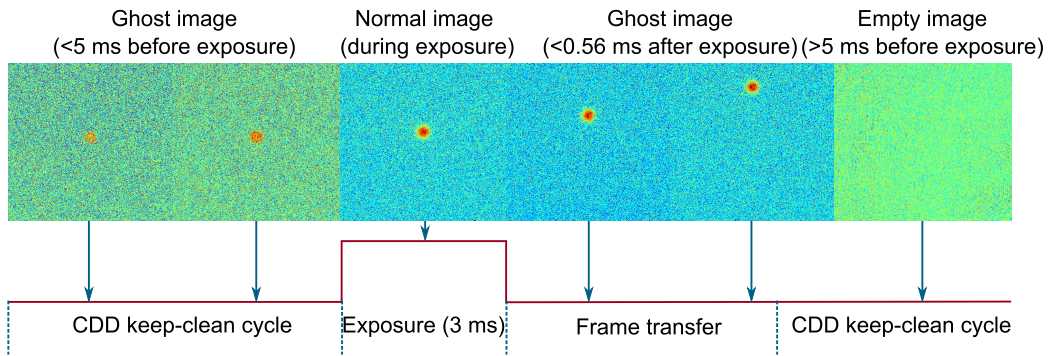 Ghost image
(<5 ms before exposure)
Normal image
(during exposure)
Ghost image
(<0.56 ms after exposure)
Empty image
(>5 ms before exposure)
CDD keep-clean cycle
Exposure (3 ms)
Frame transfer
CDD keep-clean cycle